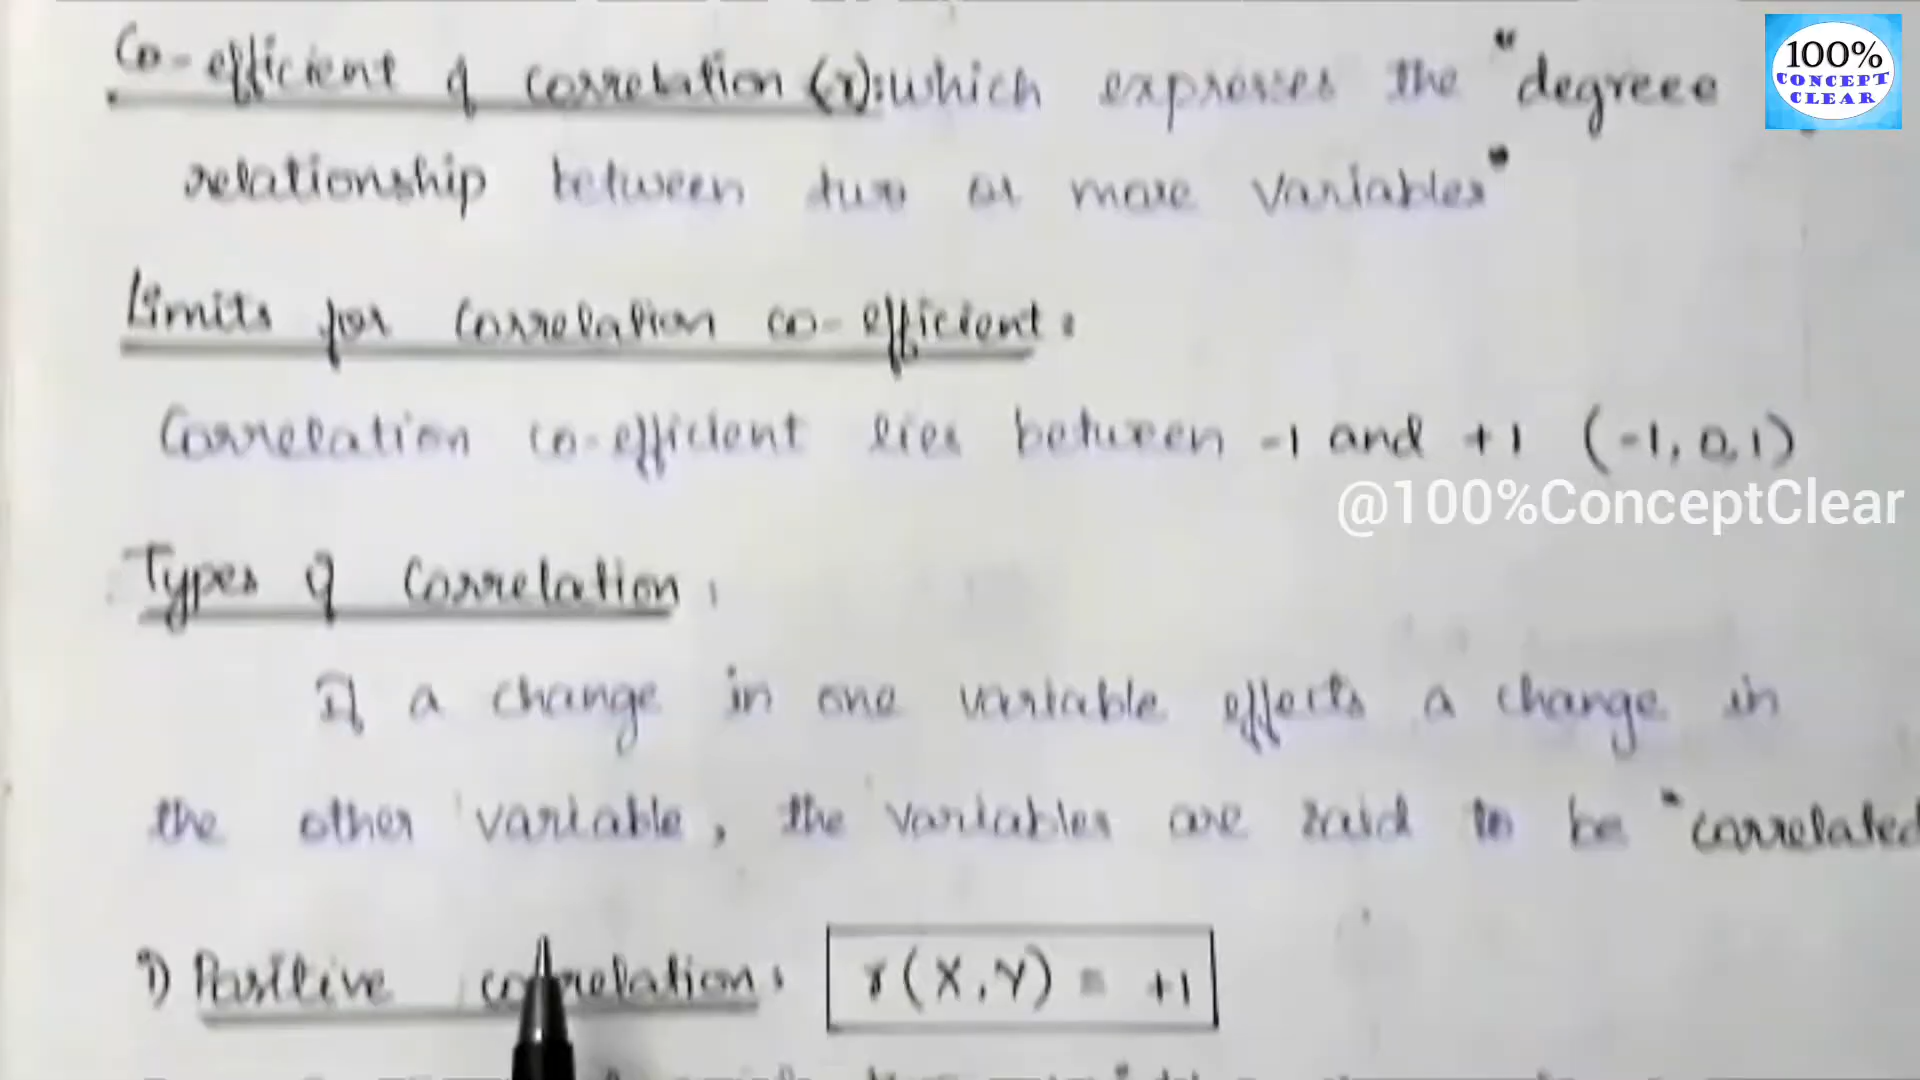 Co-efficient of correlation (r): which expresses the "degreee
relationship between two or more variables"
100%
CONCEPT
CLEAR
Limits for correlation co-efficient:
Correlation co-efficient lies between -1 and +1 (-1, 0, 1)
@100%ConceptClear
Types of correlation:
If a change in one variable effects a change in
the other variable, the variables are said to be "correlated
i) Positive correlation: r(X,Y) = +1